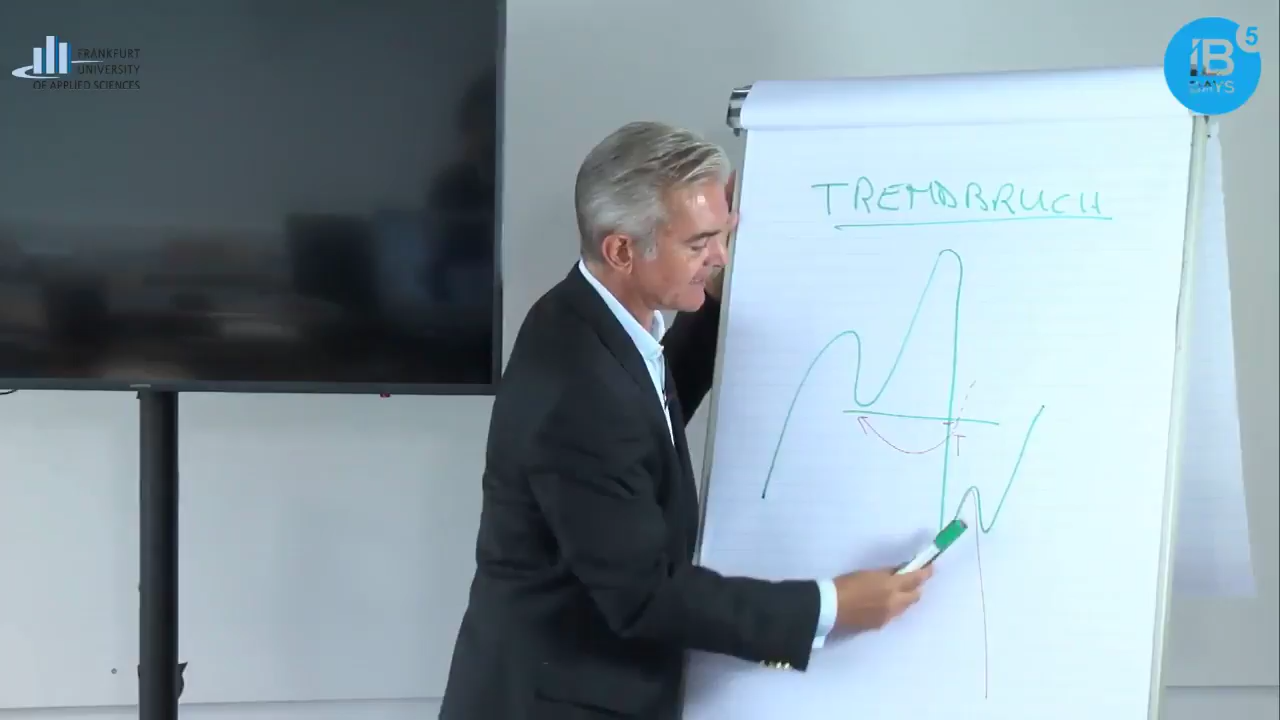 FRANKFURT
UNIVERSITY
OF APPLIED SCIENCES
IB 5
DAYS
TRENDBRUCH
T